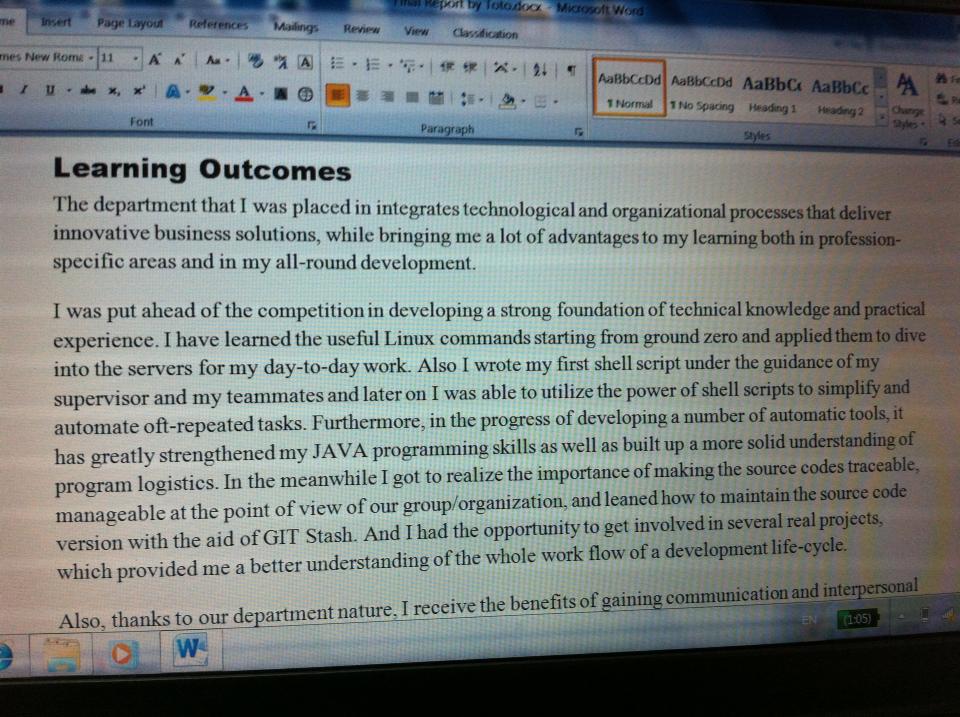 Final Report by Toto.docx - Microsoft Word
Insert Page Layout References Mailings Review View Classification
11
AaBbCcDd AaBbCcDd AaBbCc AaBbCc
Normal No Spacing Heading 1 Heading 2 Change Styles
Font Paragraph Styles
Learning Outcomes
The department that I was placed in integrates technological and organizational processes that deliver
innovative business solutions, while bringing me a lot of advantages to my learning both in profession-
specific areas and in my all-round development.
I was put ahead of the competition in developing a strong foundation of technical knowledge and practical
experience. I have learned the useful Linux commands starting from ground zero and applied them to dive
into the servers for my day-to-day work. Also I wrote my first shell script under the guidance of my
supervisor and my teammates and later on I was able to utilize the power of shell scripts to simplify and
automate oft-repeated tasks. Furthermore, in the progress of developing a number of automatic tools, it
has greatly strengthened my JAVA programming skills as well as built up a more solid understanding of
program logistics. In the meanwhile I got to realize the importance of making the source codes traceable,
manageable at the point of view of our group/organization, and leaned how to maintain the source code
version with the aid of GIT Stash. And I had the opportunity to get involved in several real projects,
which provided me a better understanding of the whole work flow of a development life-cycle.
Also, thanks to our department nature, I receive the benefits of gaining communication and interpersonal
EN (1:05)